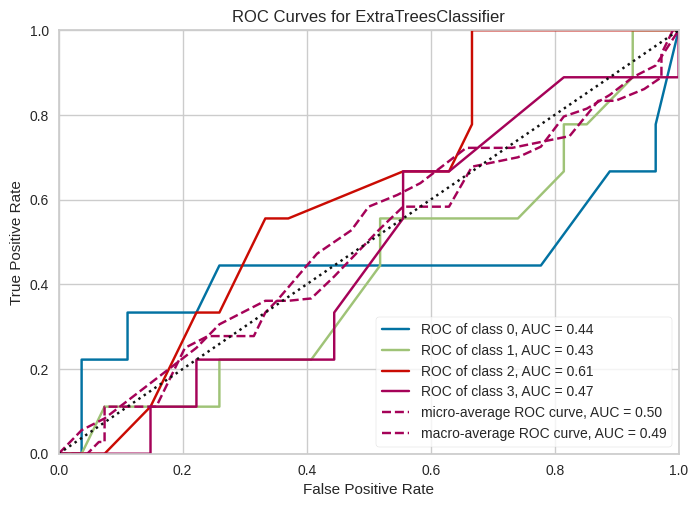 ROC Curves for ExtraTreesClassifier
True Positive Rate
1.0
0.8
0.6
0.4
0.2
0.0
ROC of class 0, AUC = 0.44
ROC of class 1, AUC = 0.43
ROC of class 2, AUC = 0.61
ROC of class 3, AUC = 0.47
micro-average ROC curve, AUC = 0.50
macro-average ROC curve, AUC = 0.49
0.0 0.2 0.4 0.6 0.8 1.0
False Positive Rate